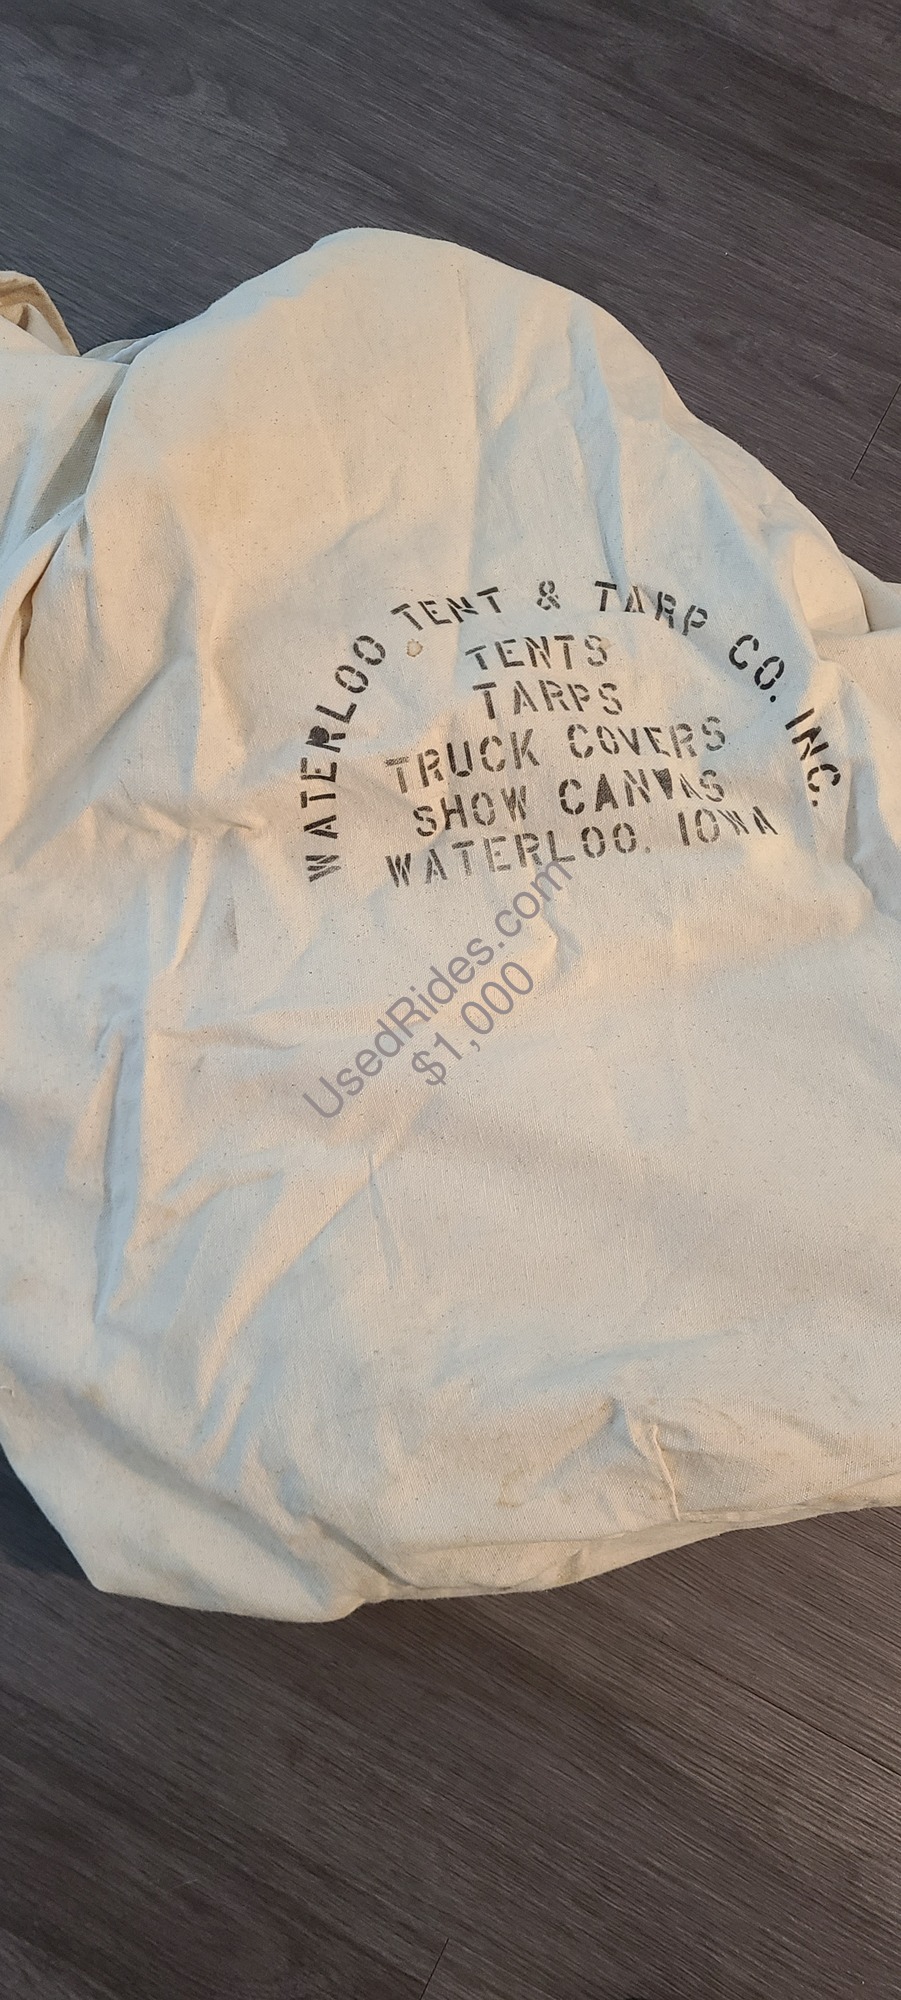 WATERLOO TENT & TARP CO. INC.
TENTS
TARPS
TRUCK COVERS
SHOW CANVAS
WATERLOO, IOWA
UsedRides.com
$1,000